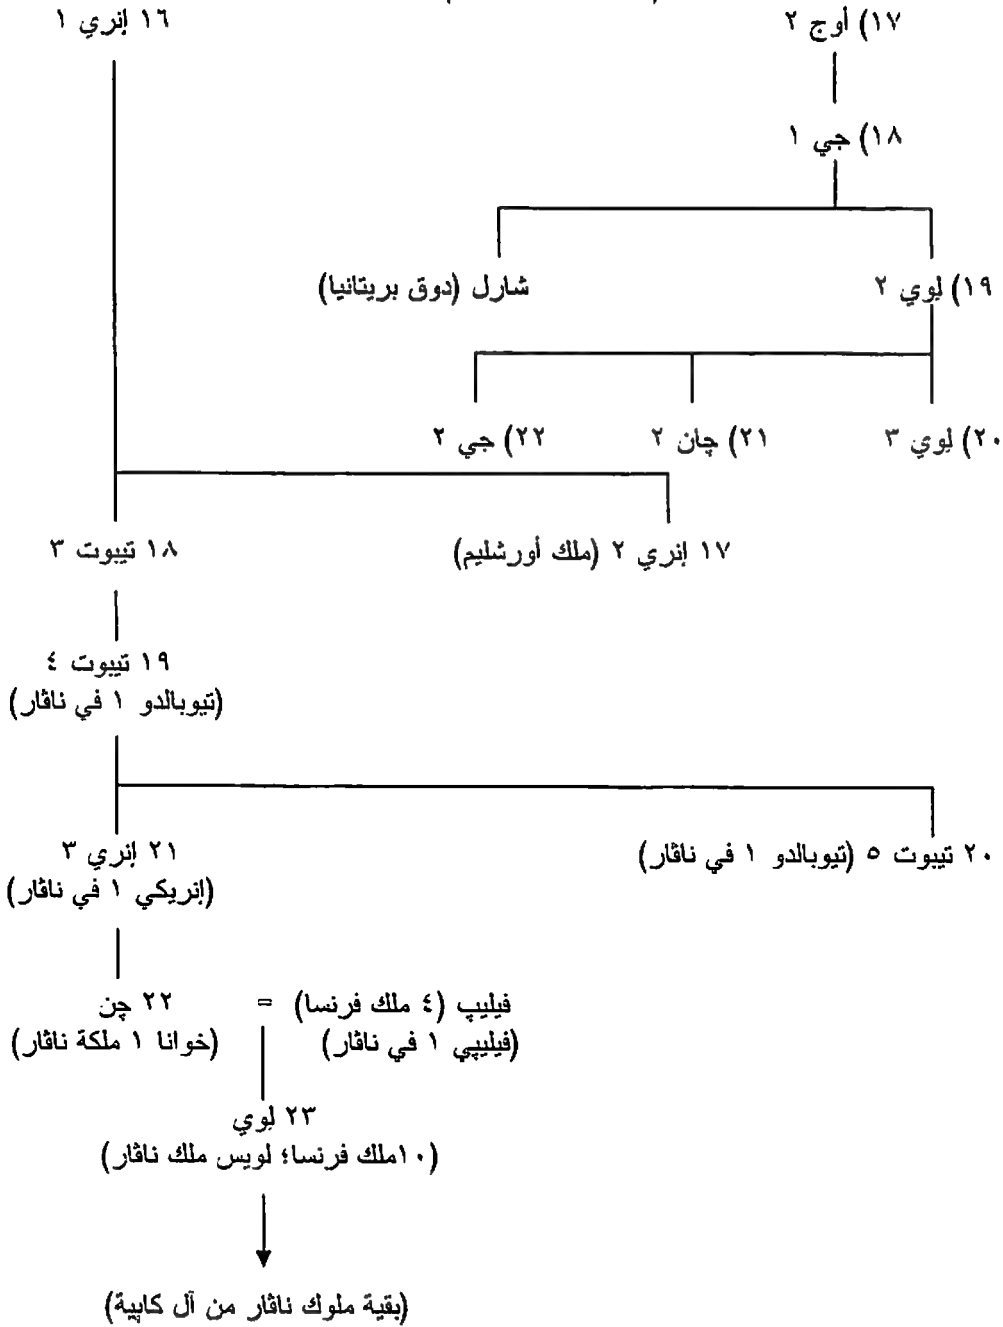 ١٧) أوج ٢
١٦ إنري ١
١٨) جي ١
١٩) لوي ٢
شارل (دوق بريتانيا)
٢٠) لوي ٣
٢١) چان ٢
٢٢) جي ٢
١٧ إنري ٢ (ملك أورشليم)
١٨ تيبوت ٣
١٩ تيبوت ٤
(تيوبالدو ١ في ناڤار)
٢٠ تيبوت ٥ (تيوبالدو ١ في ناڤار)
٢١ إنري ٣
(إنريكي ١ في ناڤار)
فيليپ (٤ ملك فرنسا) = ٢٢ چن
(فيليپي ١ في ناڤار) (خوانا ١ ملكة ناڤار)
٢٣ لوي
(١٠ملك فرنسا؛ لويس ملك ناڤار)
(بقية ملوك ناڤار من آل كاپية)